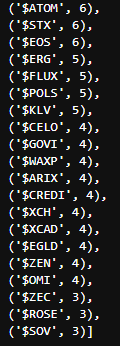 ('$ATOM', 6),
('$STX', 6),
('$EOS', 6),
('$ERG', 5),
('$FLUX', 5),
('$POLS', 5),
('$KLV', 5),
('$CELO', 4),
('$GOVI', 4),
('$WAXP', 4),
('$ARIX', 4),
('$CREDI', 4),
('$XCH', 4),
('$XCAD', 4),
('$EGLD', 4),
('$ZEN', 4),
('$OMI', 4),
('$ZEC', 3),
('$ROSE', 3),
('$SOV', 3)]